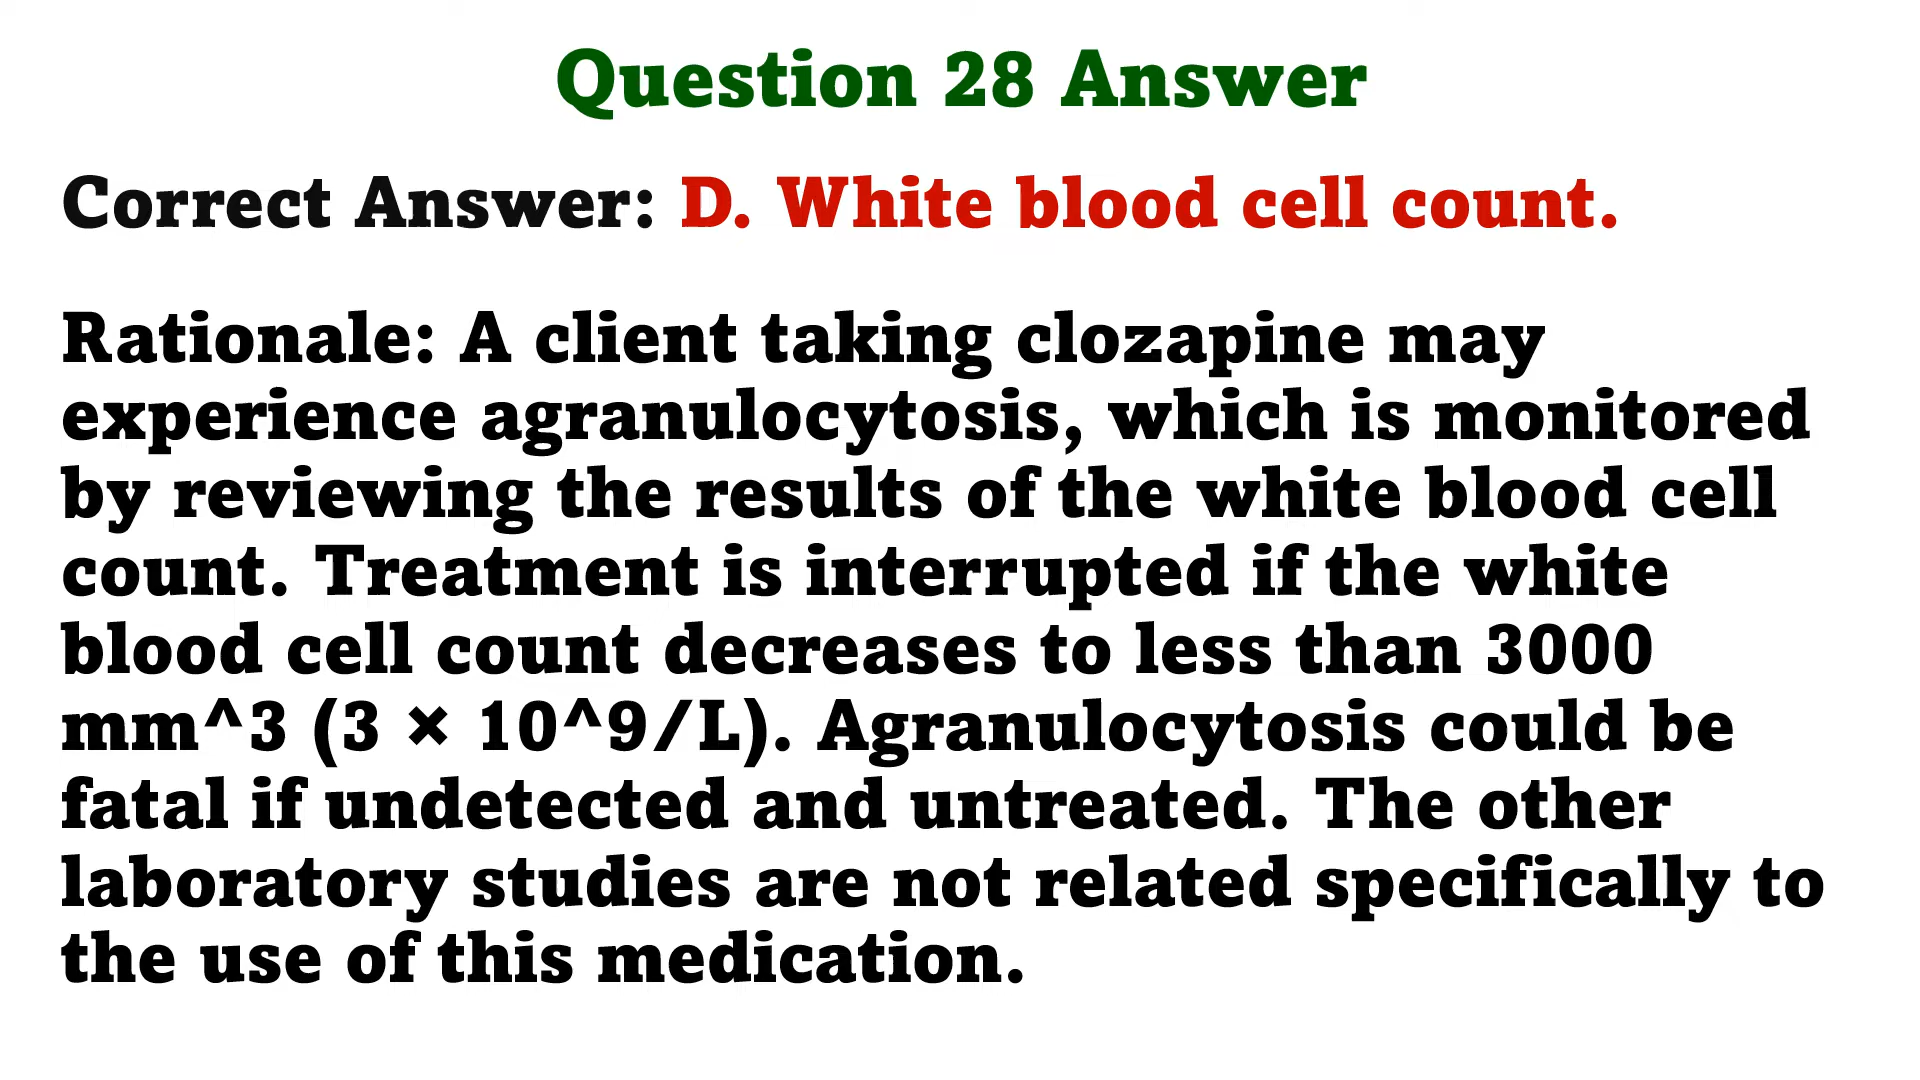 Question 28 Answer
Correct Answer: D. White blood cell count.
Rationale: A client taking clozapine may
experience agranulocytosis, which is monitored
by reviewing the results of the white blood cell
count. Treatment is interrupted if the white
blood cell count decreases to less than 3000
mm^3 (3 × 10^9/L). Agranulocytosis could be
fatal if undetected and untreated. The other
laboratory studies are not related specifically to
the use of this medication.